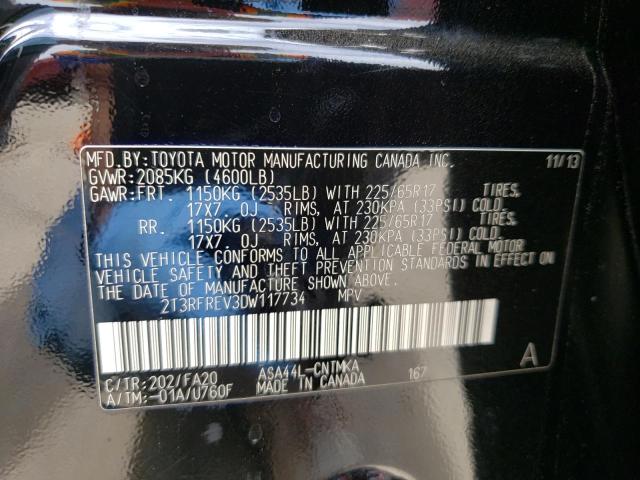 MFD.BY:TOYOTA MOTOR MANUFACTURING CANADA INC. 11/13
GVWR:2085KG (4600LB)
GAWR:FRT. 1150KG (2535LB) WITH 225/65R17 TIRES,
17X7.0J RIMS, AT 230KPA (33PSI) COLD.
RR. 1150KG (2535LB) WITH 225/65R17 TIRES,
17X7.0J RIMS, AT 230KPA (33PSI) COLD.
THIS VEHICLE CONFORMS TO ALL APPLICABLE FEDERAL MOTOR
VEHICLE SAFETY AND THEFT PREVENTION STANDARDS IN EFFECT ON
THE DATE OF MANUFACTURE SHOWN ABOVE.
2T3RFREV3DW117734 MPV
C/TR:202/FA20 ASA44L-CNTMKA 167 A
A/TM:-01A/U760F MADE IN CANADA